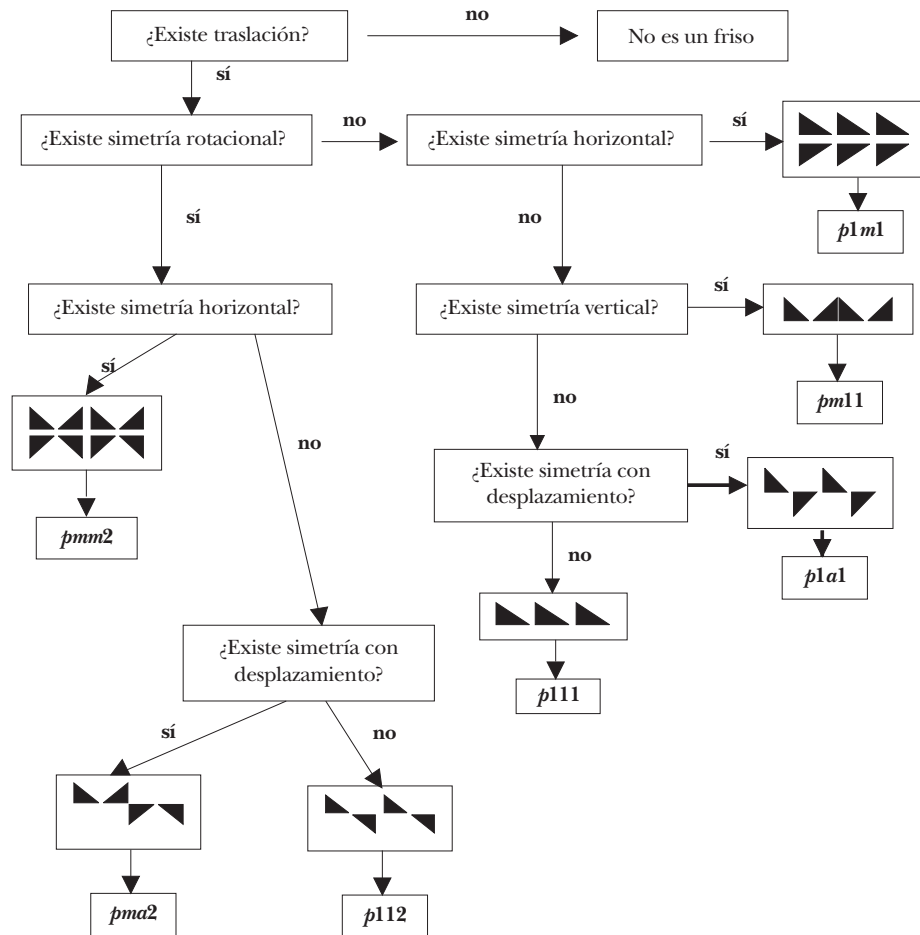 ¿Existe traslación?
no
No es un friso
sí
¿Existe simetría rotacional?
no
¿Existe simetría horizontal?
sí
p1m1
sí
no
¿Existe simetría horizontal?
¿Existe simetría vertical?
sí
pm11
sí
no
no
pmm2
¿Existe simetría con
desplazamiento?
sí
p1a1
no
p111
¿Existe simetría con
desplazamiento?
sí
no
pma2
p112